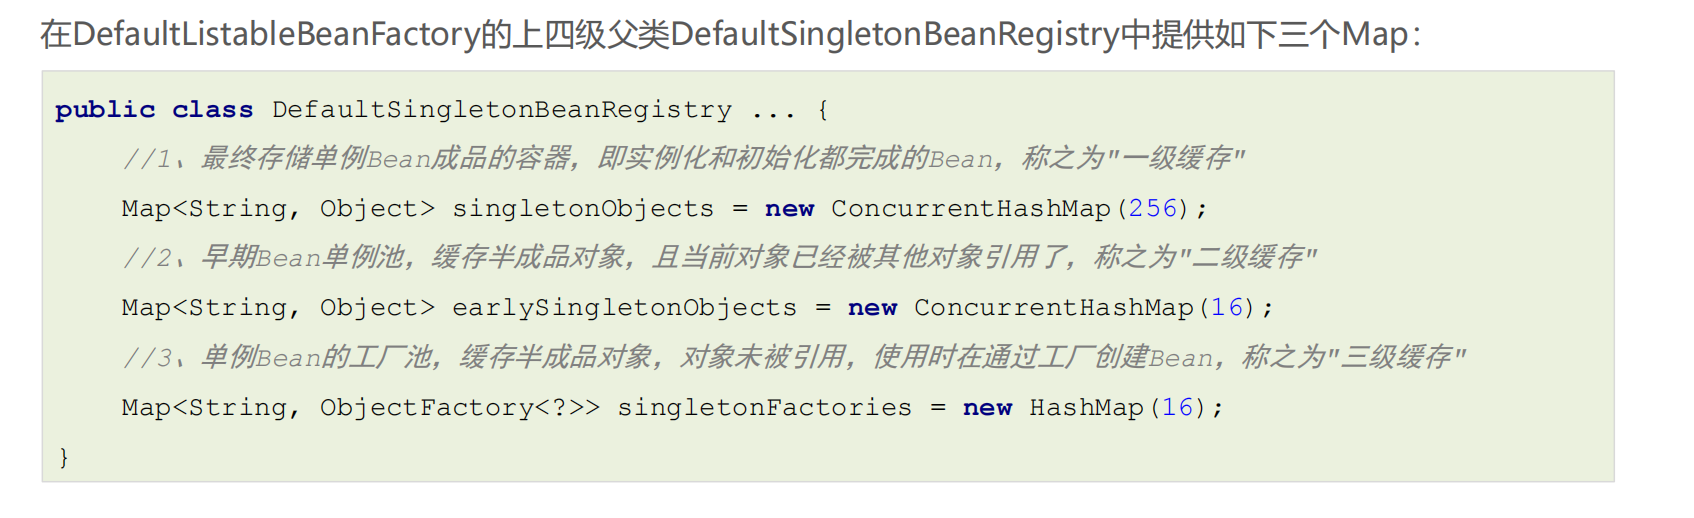 在DefaultListableBeanFactory的上四级父类DefaultSingletonBeanRegistry中提供如下三个Map：
public class DefaultSingletonBeanRegistry ... {
//1、最终存储单例Bean成品的容器，即实例化和初始化都完成的Bean，称之为"一级缓存"
Map<String, Object> singletonObjects = new ConcurrentHashMap(256);
//2、早期Bean单例池，缓存半成品对象，且当前对象已经被其他对象引用了，称之为"二级缓存"
Map<String, Object> earlySingletonObjects = new ConcurrentHashMap(16);
//3、单例Bean的工厂池，缓存半成品对象，对象未被引用，使用时在通过工厂创建Bean，称之为"三级缓存"
Map<String, ObjectFactory<?>> singletonFactories = new HashMap(16);
}